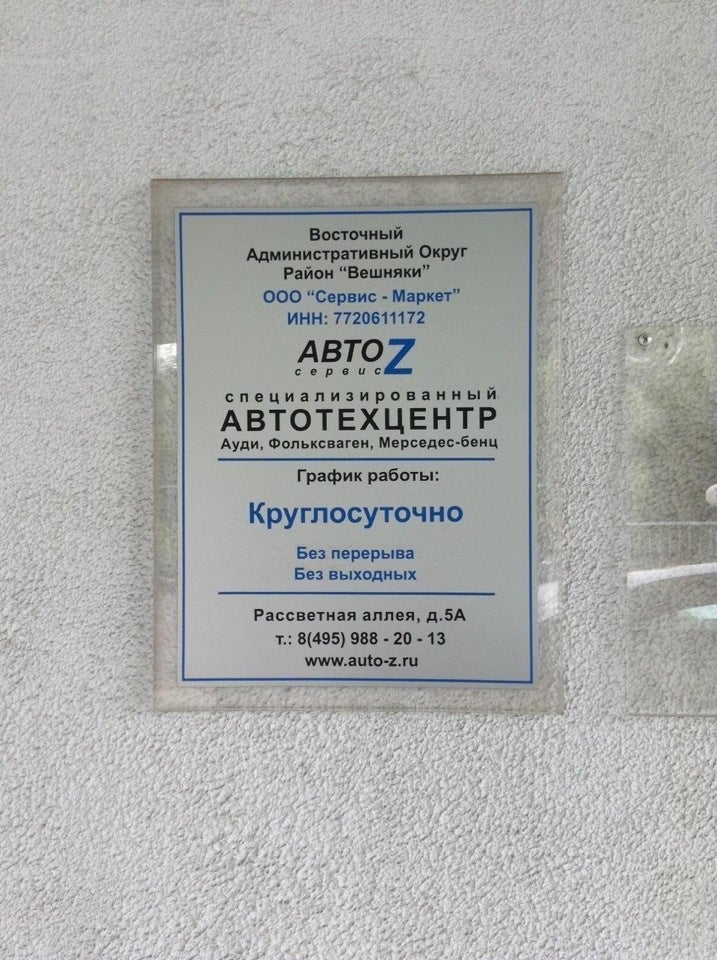 Восточный
Административный Округ
Район “Вешняки”
ООО “Сервис - Маркет”
ИНН: 7720611172
АВТО Z
сервис
специализированный
АВТОТЕХЦЕНТР
Ауди, Фольксваген, Мерседес-бенц
График работы:
Круглосуточно
Без перерыва
Без выходных
Рассветная аллея, д.5А
т.: 8(495) 988 - 20 - 13
www.auto-z.ru